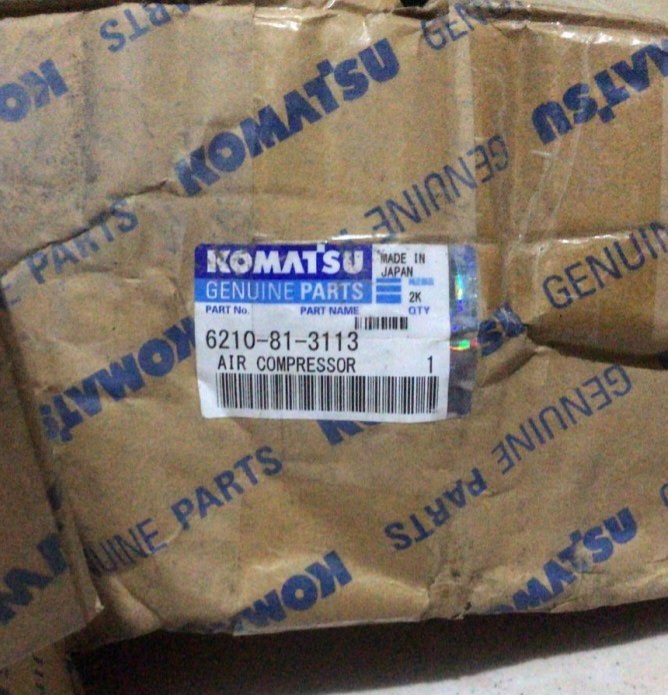 STS
GENUINE
KOMATSU
KOMATSU
GENUINE
PARTS
KOMATSU MADE IN JAPAN
GENUINE PARTS 2K
PART No. PART NAME QTY
6210-81-3113
AIR COMPRESSOR 1
GENUINE
KOMATSU
GENUINE PARTS
GENUINE PARTS
KOMATSU
KOMATSU